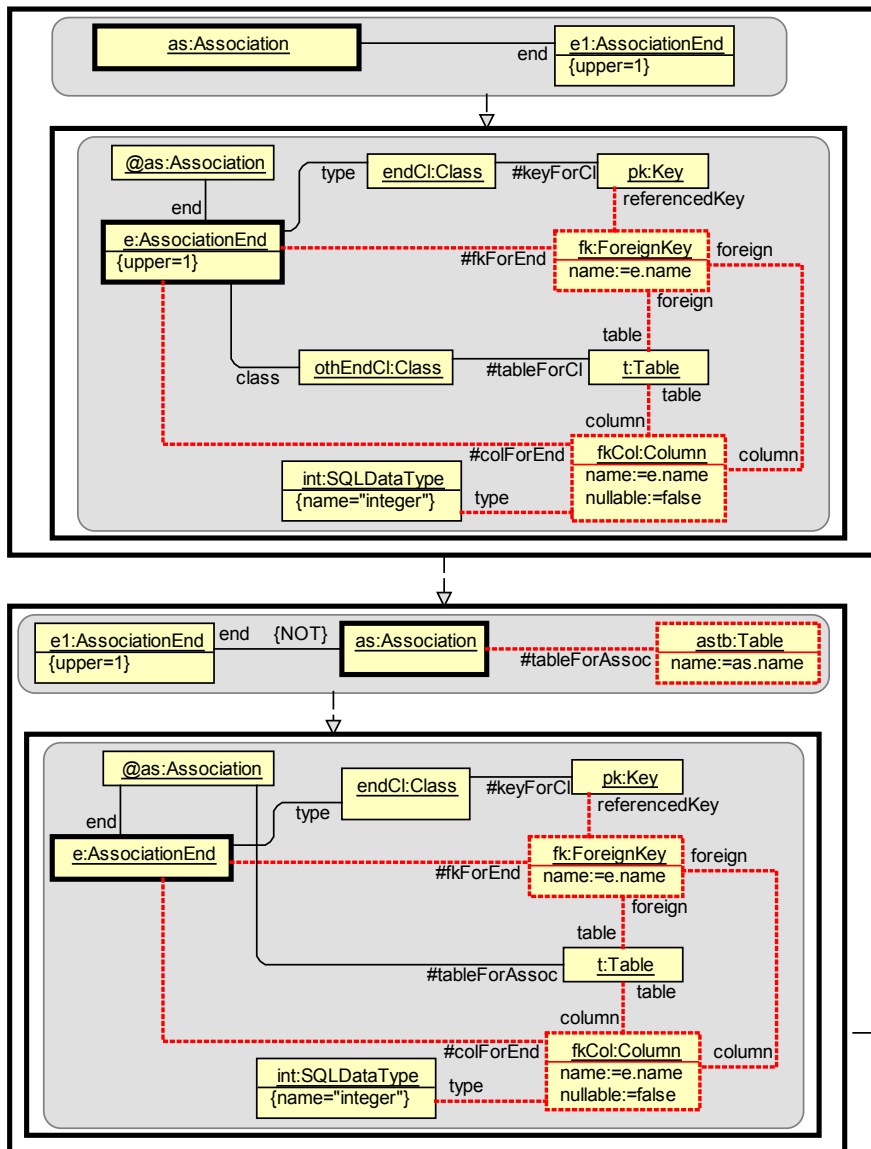 as:Association
end
e1:AssociationEnd
{upper=1}
@as:Association
end
type
endCl:Class
#keyForCl
pk:Key
referencedKey
e:AssociationEnd
{upper=1}
#fkForEnd
fk:ForeignKey
name:=e.name
foreign
foreign
table
class
othEndCl:Class
#tableForCl
t:Table
table
column
#colForEnd
fkCol:Column
name:=e.name
nullable:=false
column
int:SQLDataType
{name="integer"}
type
e1:AssociationEnd
{upper=1}
end
{NOT}
as:Association
#tableForAssoc
astb:Table
name:=as.name
@as:Association
end
type
endCl:Class
#keyForCl
pk:Key
referencedKey
e:AssociationEnd
#fkForEnd
fk:ForeignKey
name:=e.name
foreign
foreign
table
#tableForAssoc
t:Table
table
column
#colForEnd
fkCol:Column
name:=e.name
nullable:=false
column
int:SQLDataType
{name="integer"}
type